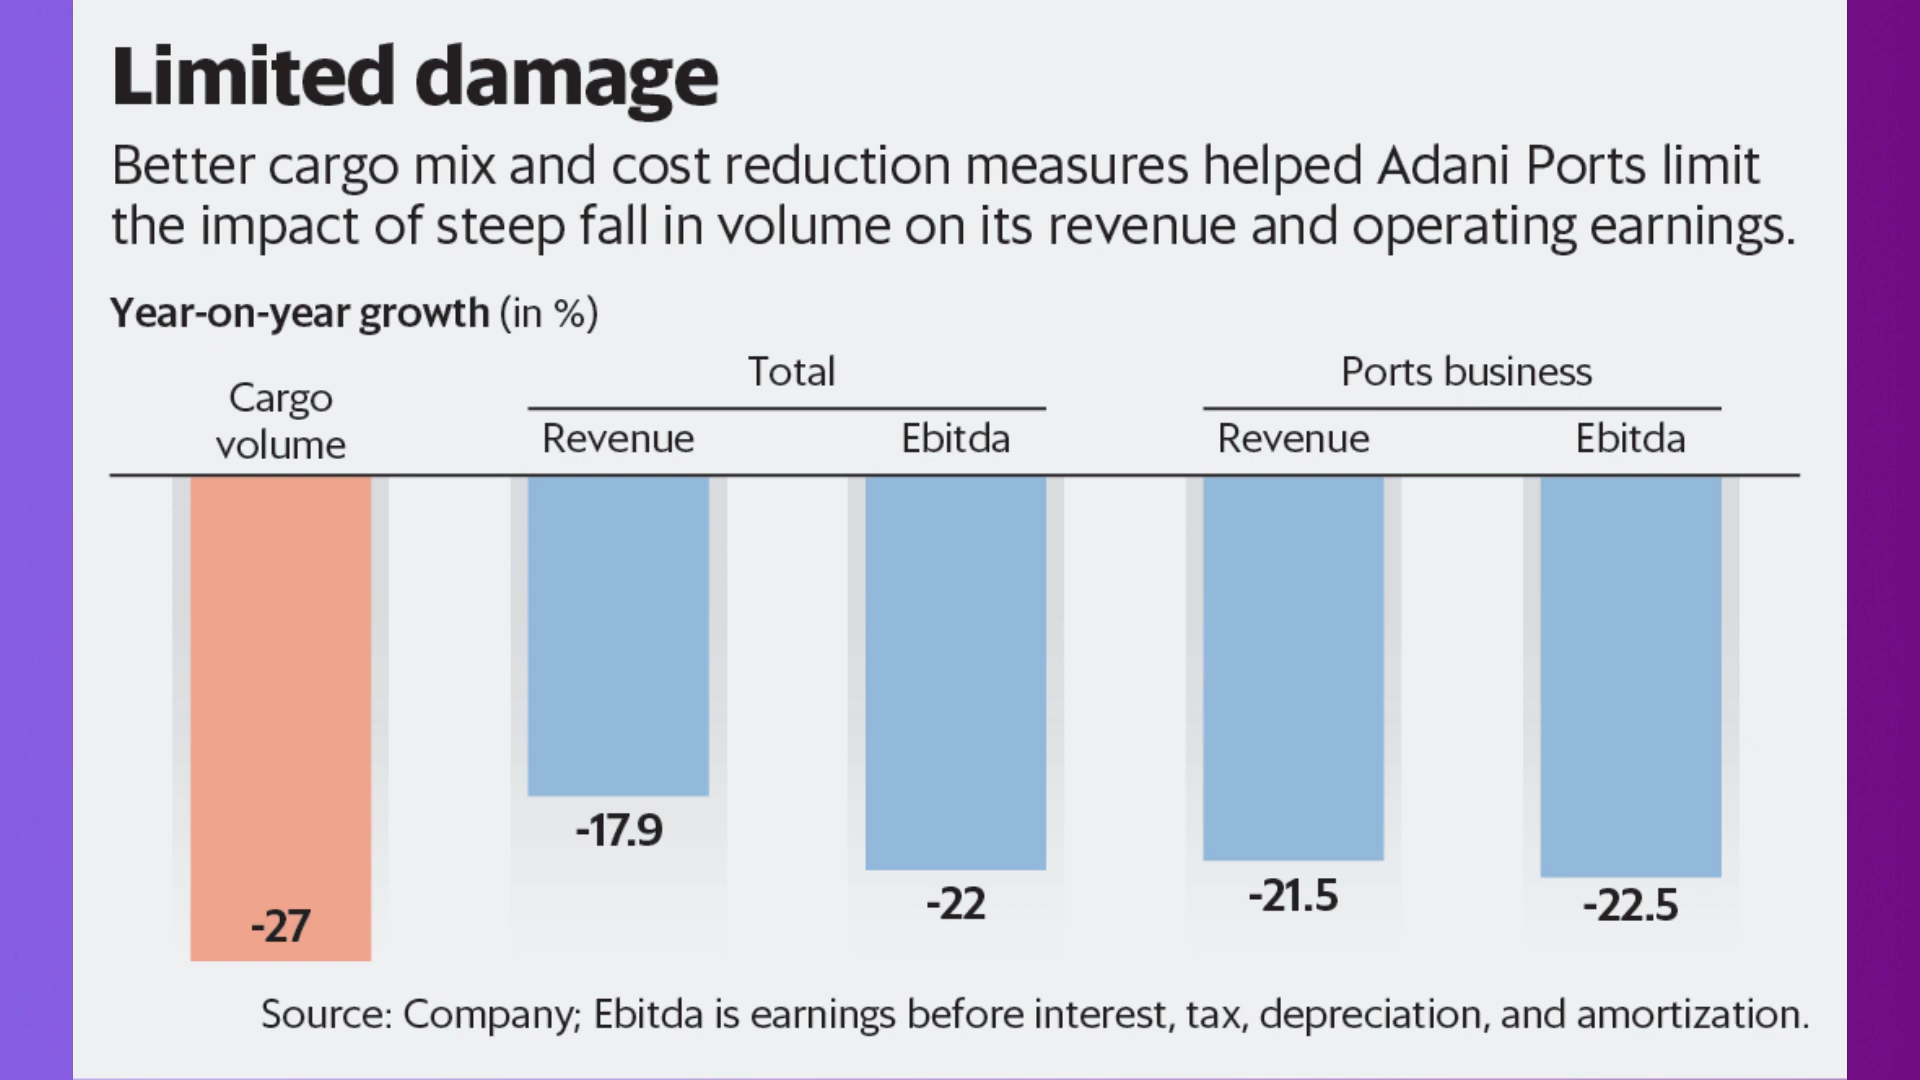 Limited damage
Better cargo mix and cost reduction measures helped Adani Ports limit
the impact of steep fall in volume on its revenue and operating earnings.
Year-on-year growth (in %)
Cargo
volume
Total
Ports business
Revenue
Ebitda
Revenue
Ebitda
-27
-17.9
-22
-21.5
-22.5
Source: Company; Ebitda is earnings before interest, tax, depreciation, and amortization.